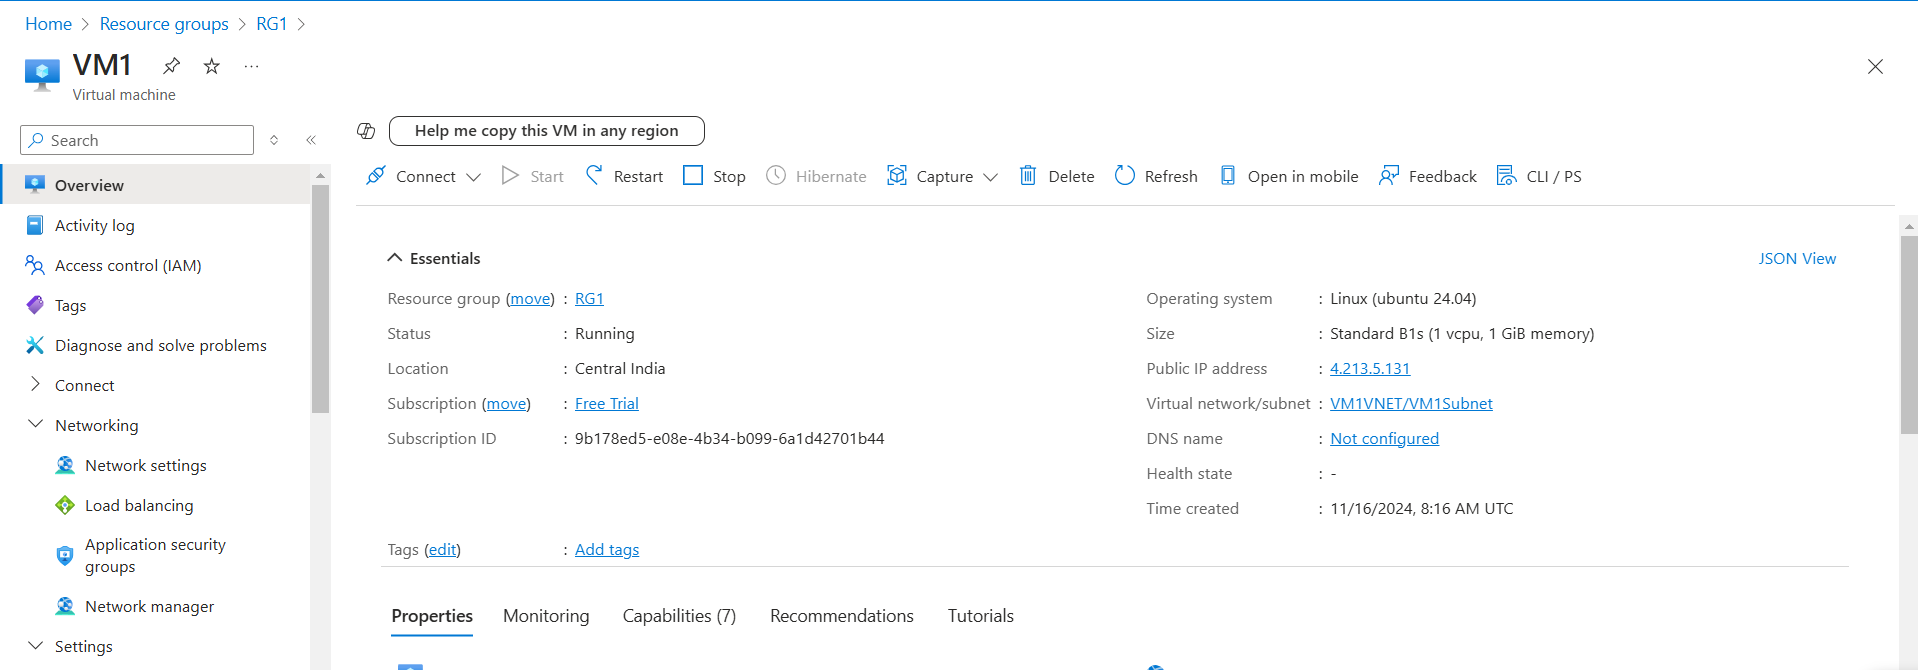 Home > Resource groups > RG1 >
VM1
Virtual machine
Search
Help me copy this VM in any region
Connect Start Restart Stop Hibernate Capture Delete Refresh Open in mobile Feedback CLI / PS
Overview
Activity log
Access control (IAM)
Tags
Diagnose and solve problems
Connect
Networking
Network settings
Load balancing
Application security
groups
Network manager
Settings
Essentials
JSON View
Resource group (move) : RG1
Status : Running
Location : Central India
Subscription (move) : Free Trial
Subscription ID : 9b178ed5-e08e-4b34-b099-6a1d42701b44
Operating system : Linux (ubuntu 24.04)
Size : Standard B1s (1 vcpu, 1 GiB memory)
Public IP address : 4.213.5.131
Virtual network/subnet : VM1VNET/VM1Subnet
DNS name : Not configured
Health state : -
Time created : 11/16/2024, 8:16 AM UTC
Tags (edit) : Add tags
Properties Monitoring Capabilities (7) Recommendations Tutorials